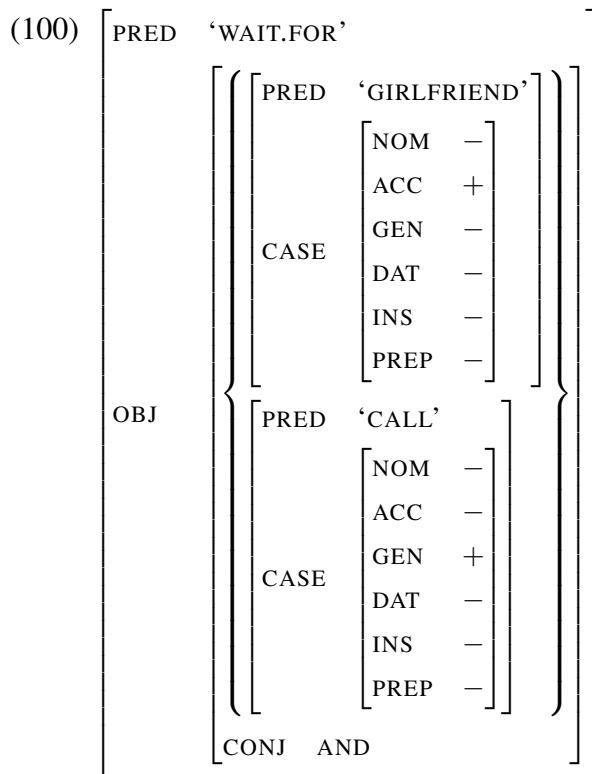 (100) PRED ‘WAIT.FOR’
PRED ‘GIRLFRIEND’
NOM −
ACC +
GEN −
CASE
DAT −
INS −
PREP −
OBJ
PRED ‘CALL’
NOM −
ACC −
GEN +
CASE
DAT −
INS −
PREP −
CONJ AND